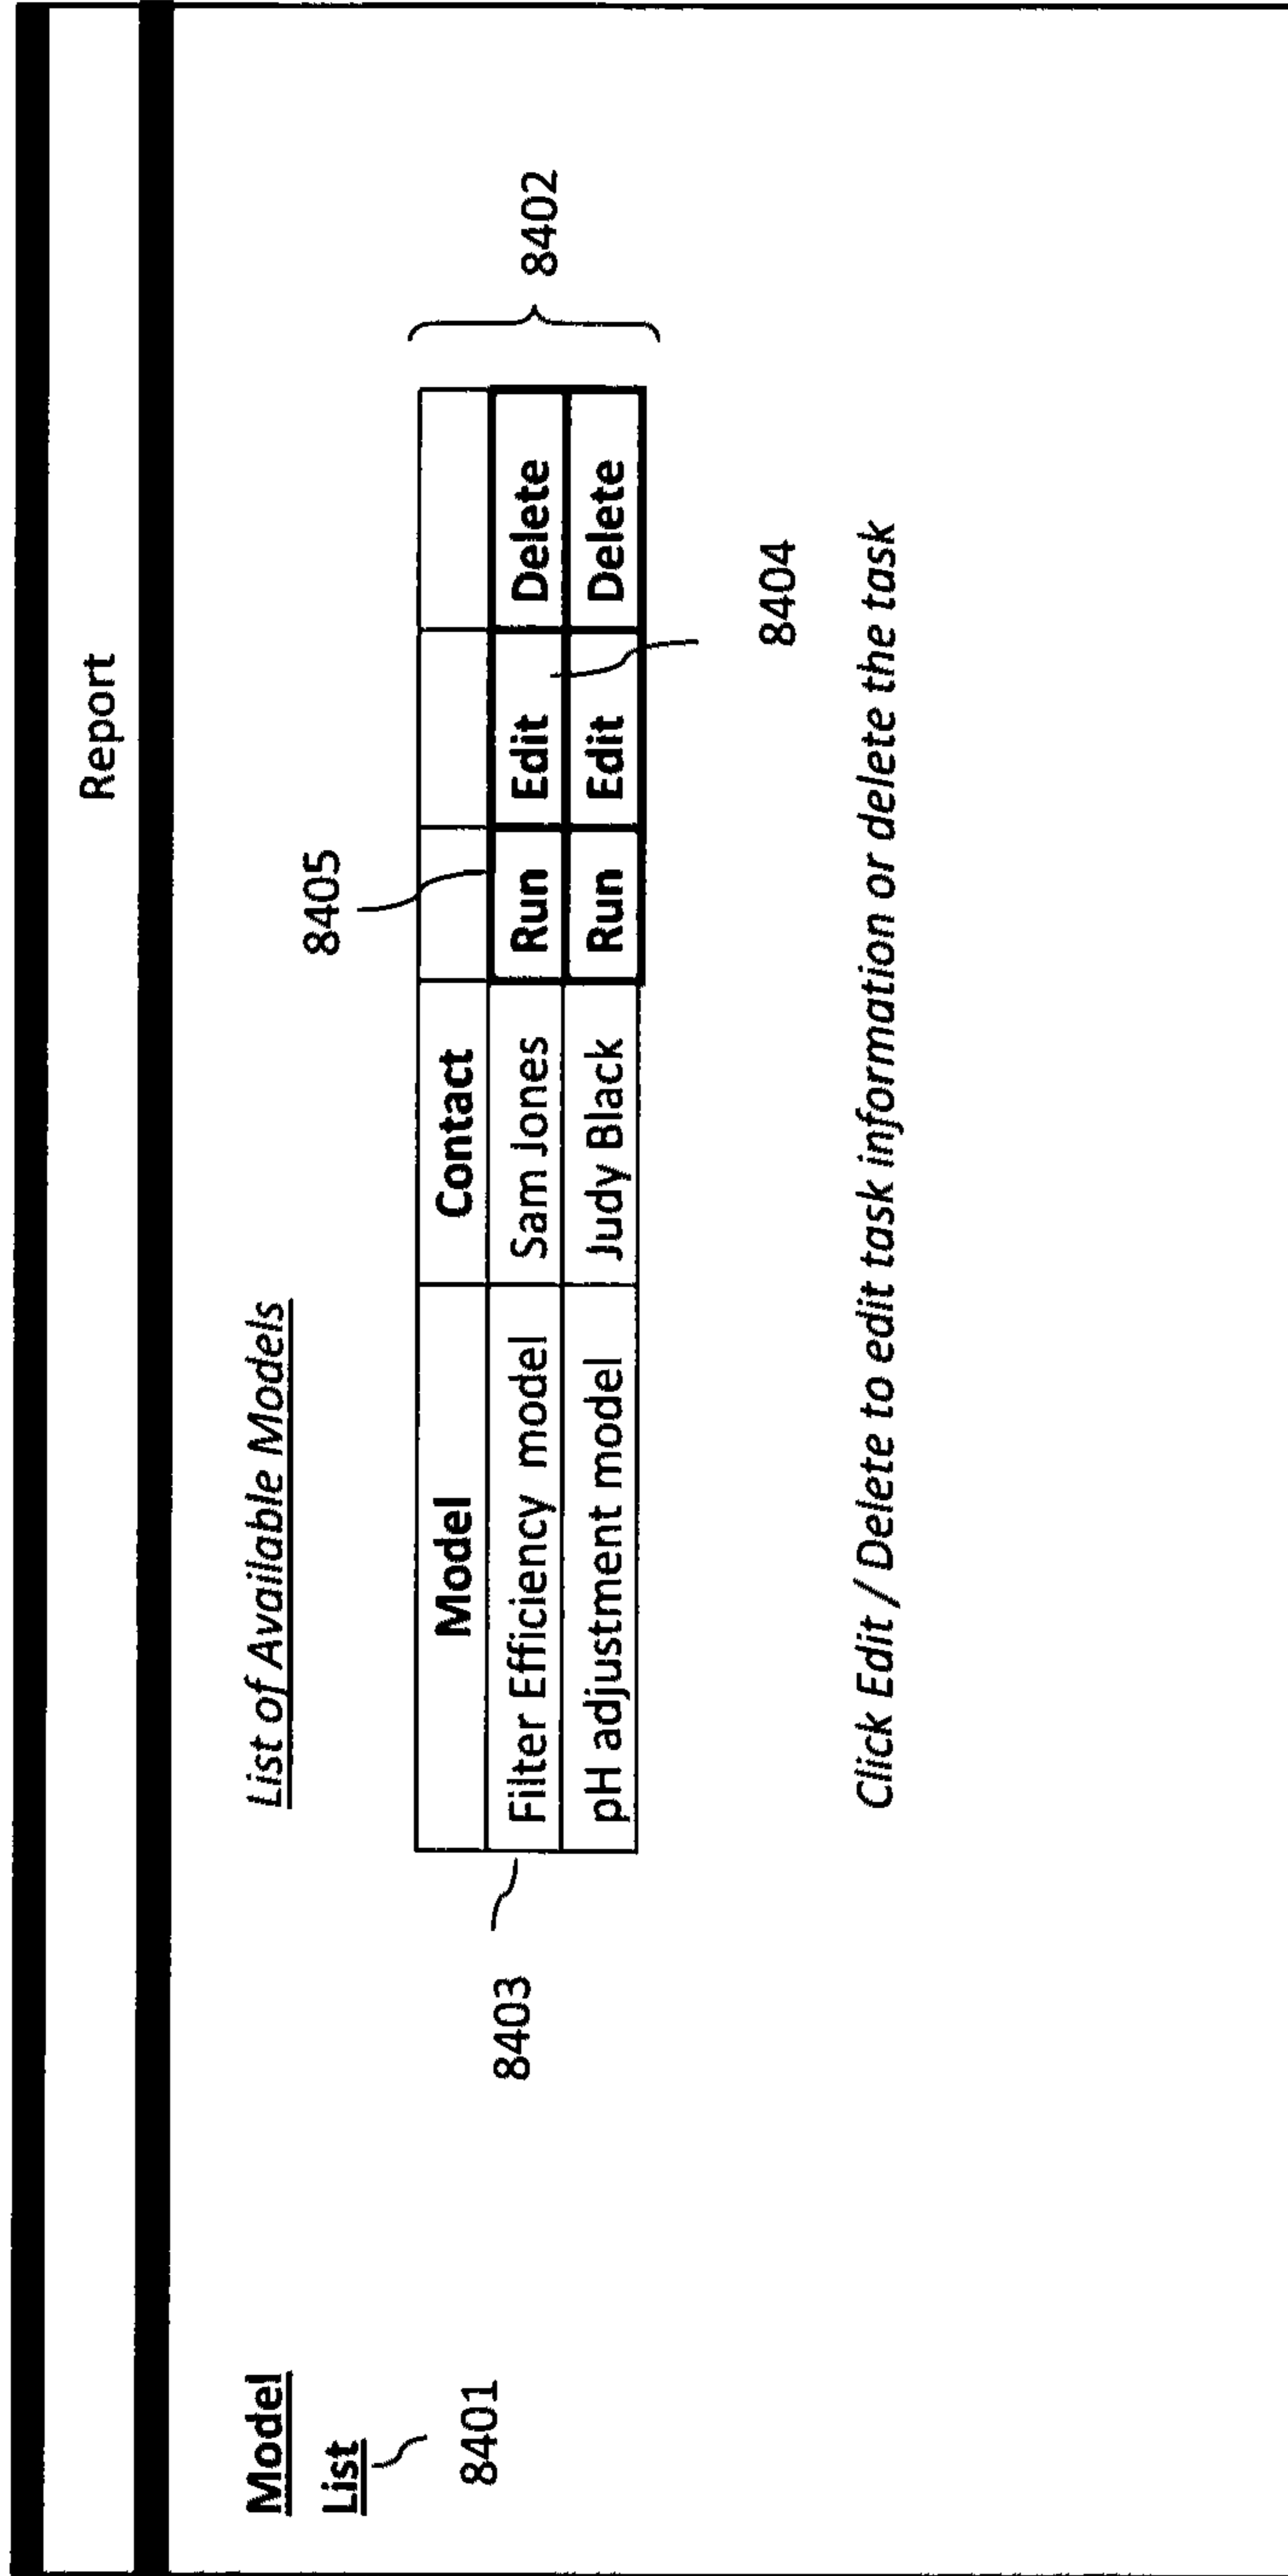 Report
Model
List
8401
List of Available Models
8405
Model Contact
Filter Efficiency model Sam Jones Run Edit Delete
pH adjustment model Judy Black Run Edit Delete
8403
8402
8404
Click Edit / Delete to edit task information or delete the task